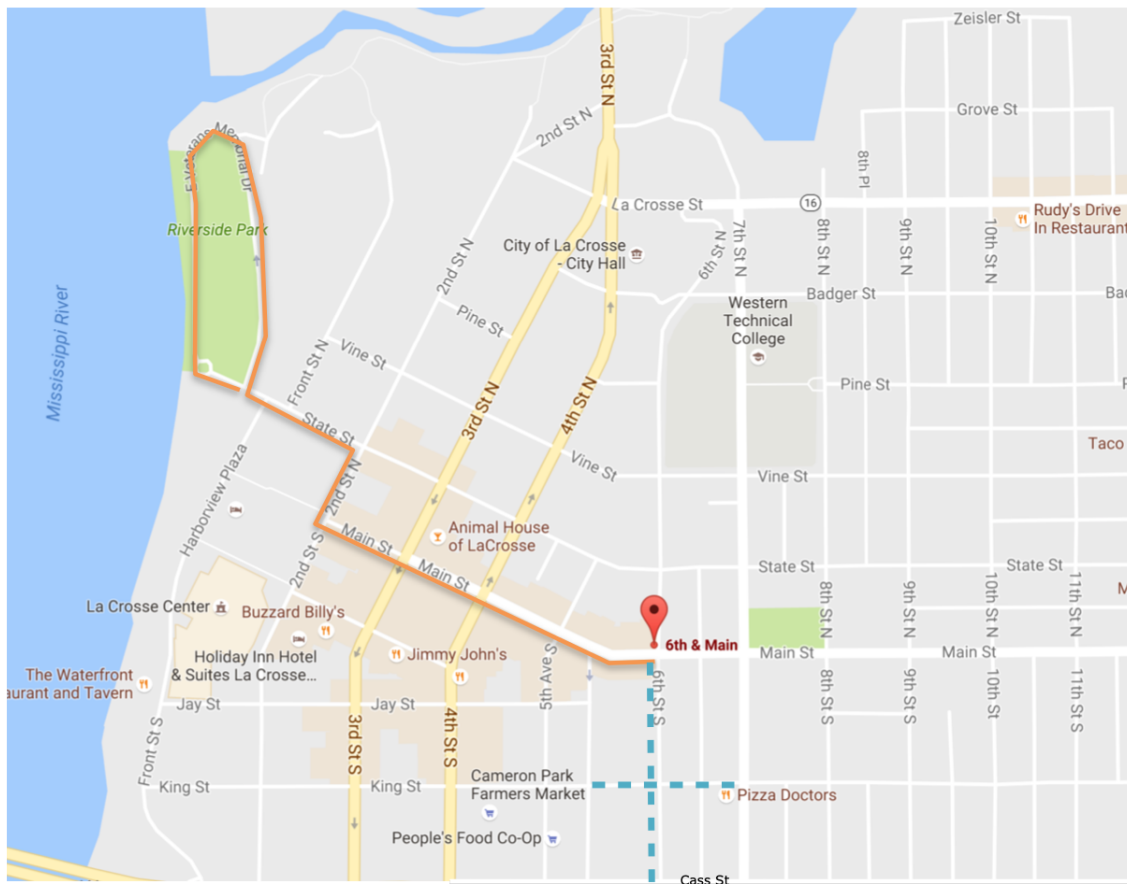 Zeisler St
3rd St N
Grove St
2nd St N
E Veterans Memorial Dr
8th Pl
La Crosse St
16
Rudy's Drive
In Restaurant
Riverside Park
City of La Crosse
- City Hall
6th St N
7th St N
8th St N
9th St N
10th St N
2nd St N
Badger St
Western
Technical
College
Pine St
Vine St
Front St N
Mississippi River
3rd St N
4th St N
Pine St
State St
Taco
Vine St
Vine St
Harborview Plaza
2nd St N
Main St
Animal House
of LaCrosse
Main St
State St
State St
2nd St S
La Crosse Center
Buzzard Billy's
8th St N
9th St N
10th St N
11th St N
6th & Main
Main St
Main St
Holiday Inn Hotel
& Suites La Crosse...
Jimmy John's
5th Ave S
6th St S
8th St S
9th St S
10th St S
11th St S
The Waterfront
aurant and Tavern
Jay St
Jay St
Front St S
3rd St S
4th St S
King St
King St
Cameron Park
Farmers Market
Pizza Doctors
People's Food Co-Op
Cass St